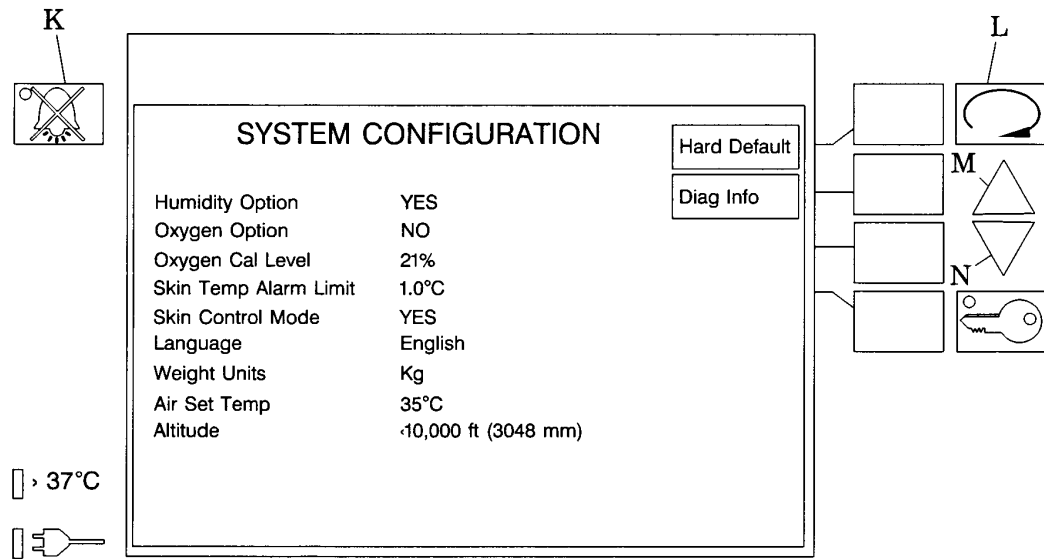 K
L
SYSTEM CONFIGURATION
Hard Default
M
Diag Info
Humidity Option YES
Oxygen Option NO
Oxygen Cal Level 21%
N
Skin Temp Alarm Limit 1.0°C
Skin Control Mode YES
Language English
Weight Units Kg
Air Set Temp 35°C
Altitude <10,000 ft (3048 mm)
> 37°C